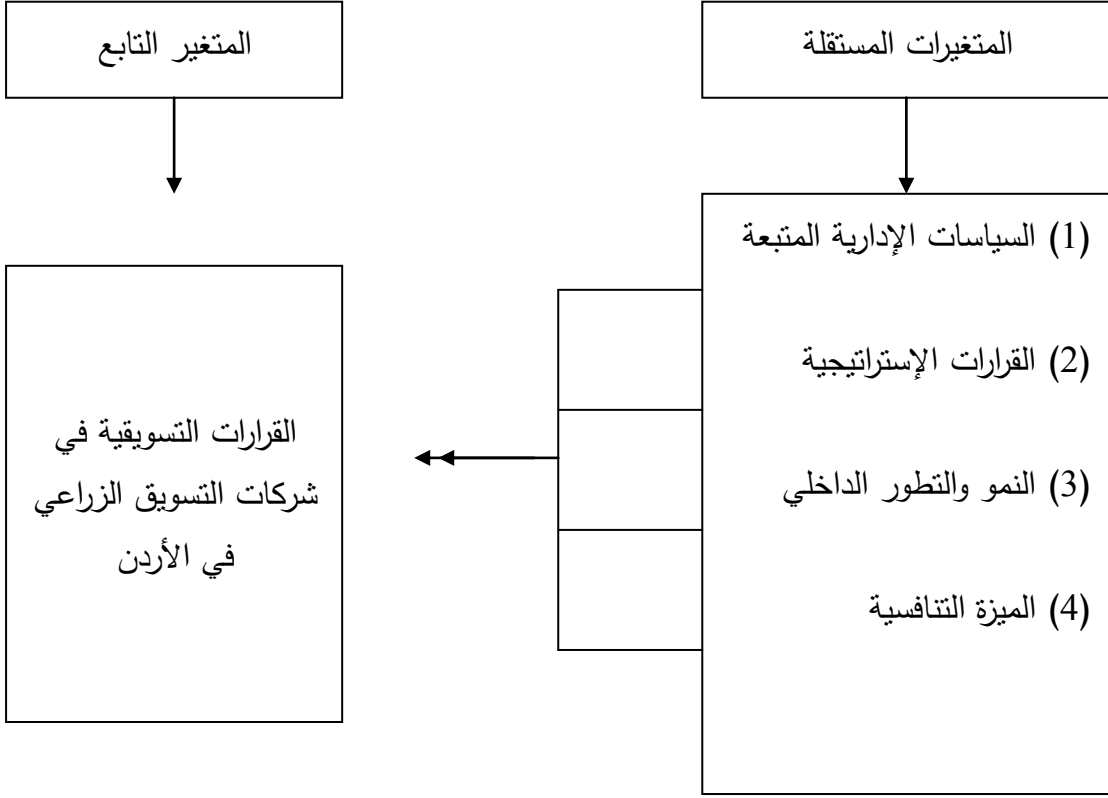 المتغيرات المستقلة
المتغير التابع
(1) السياسات الإدارية المتبعة
(2) القرارات الإستراتيجية
(3) النمو والتطور الداخلي
(4) الميزة التنافسية
القرارات التسويقية في
شركات التسويق الزراعي
في الأردن